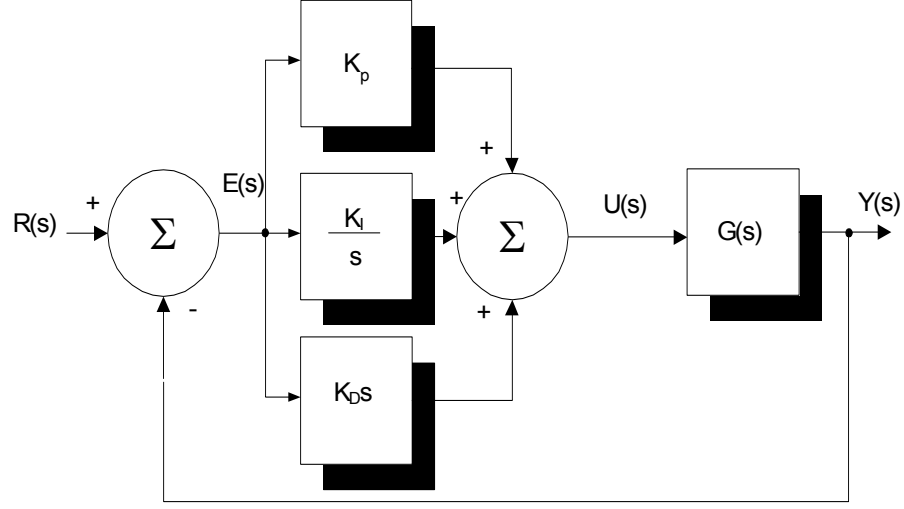 K_p
+
E(s)
+
+
R(s)
Σ
K_I
s
Σ
U(s)
G(s)
Y(s)
-
+
K_Ds